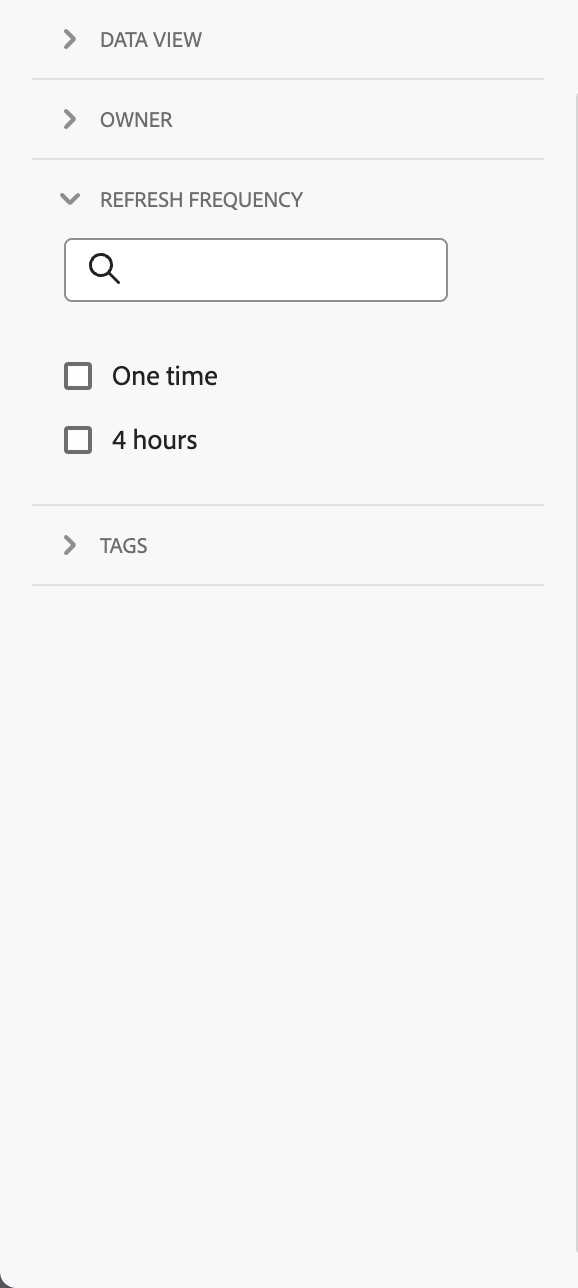 DATA VIEW
OWNER
REFRESH FREQUENCY
One time
4 hours
TAGS